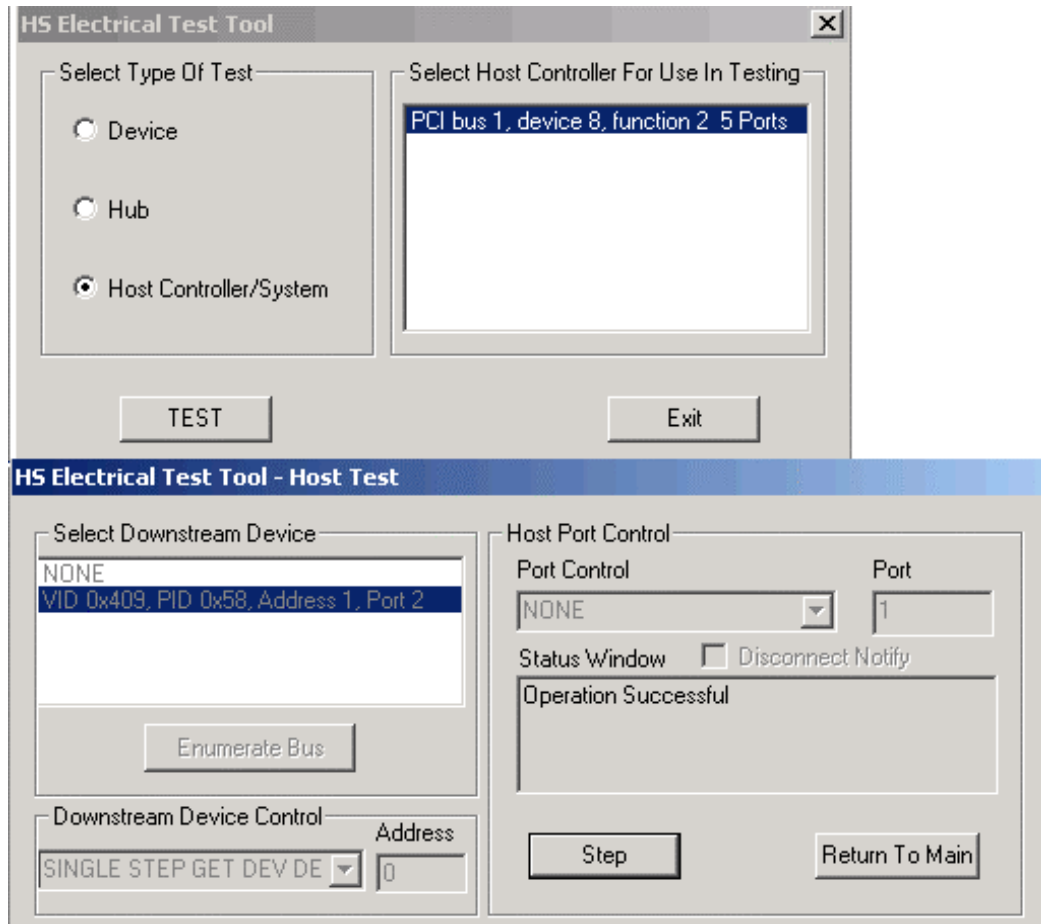 HS Electrical Test Tool
Select Type Of Test
Device
Hub
Host Controller/System
Select Host Controller For Use In Testing
PCI bus 1, device 8, function 2 5 Ports
TEST
Exit
HS Electrical Test Tool - Host Test
Select Downstream Device
NONE
VID 0x409, PID 0x58, Address 1, Port 2
Enumerate Bus
Downstream Device Control
Address
SINGLE STEP GET DEV DE
0
Host Port Control
Port Control
Port
NONE
1
Status Window
Disconnect Notify
Operation Successful
Step
Return To Main